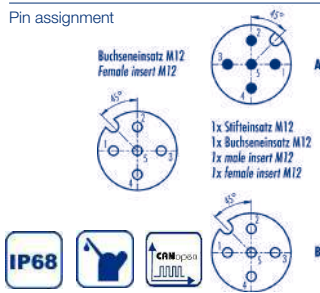 Pin assignment
Buchseneinsatz M12
Female insert M12
45°
1 2 3 4 5
45°
1 2 3 4 5
A
1x Stifteinsatz M12
1x Buchseneinsatz M12
1x male insert M12
1x female insert M12
45°
1 2 3 4 5
B
IP68
CANopen